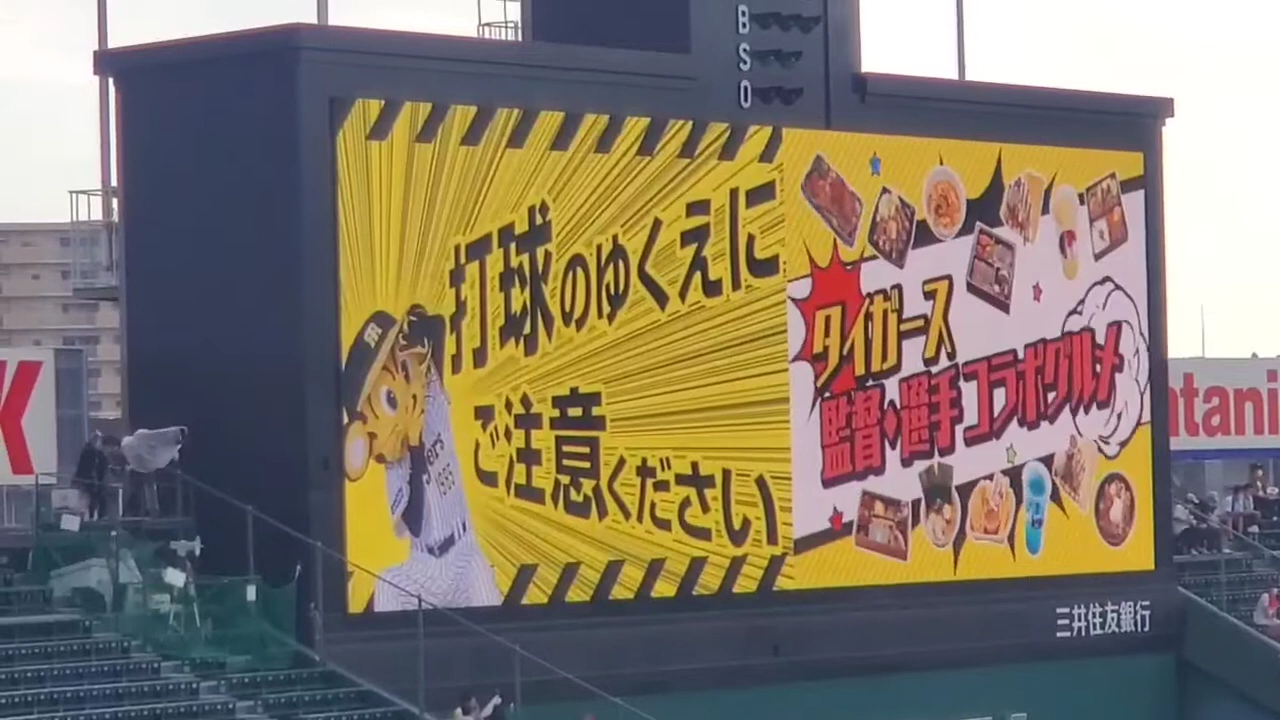 B
S
O
打球のゆくえに
ご注意ください
タイガース
監督・選手コラボグルメ
三井住友銀行
K
tani
1985